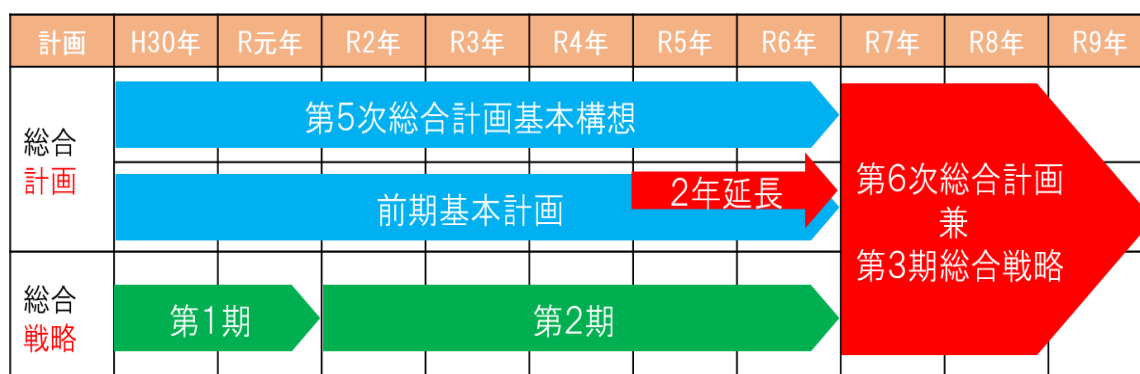 計画 H30年 R元年 R2年 R3年 R4年 R5年 R6年 R7年 R8年 R9年
総合
計画
第5次総合計画基本構想
前期基本計画
2年延長
総合
戦略
第1期
第2期
第6次総合計画
兼
第3期総合戦略